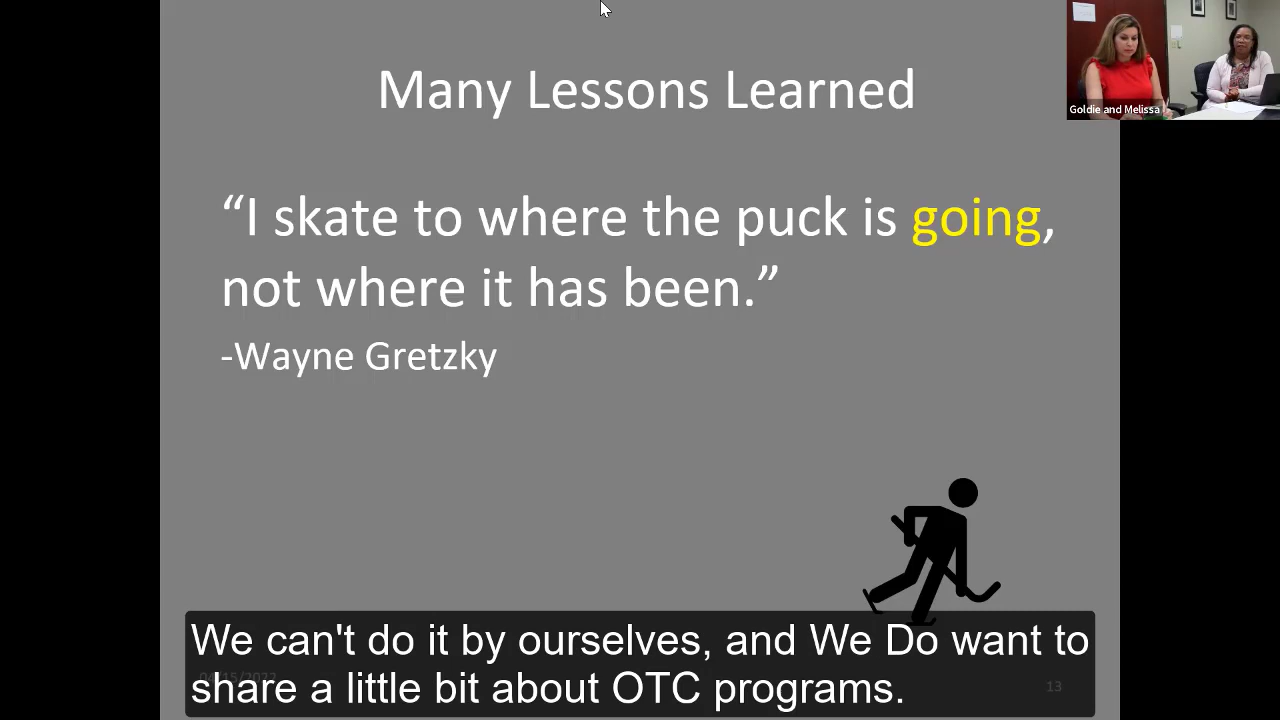 Many Lessons Learned
“I skate to where the puck is going,
not where it has been.”
-Wayne Gretzky
Goldie and Melissa
We can't do it by ourselves, and We Do want to
share a little bit about OTC programs.
13